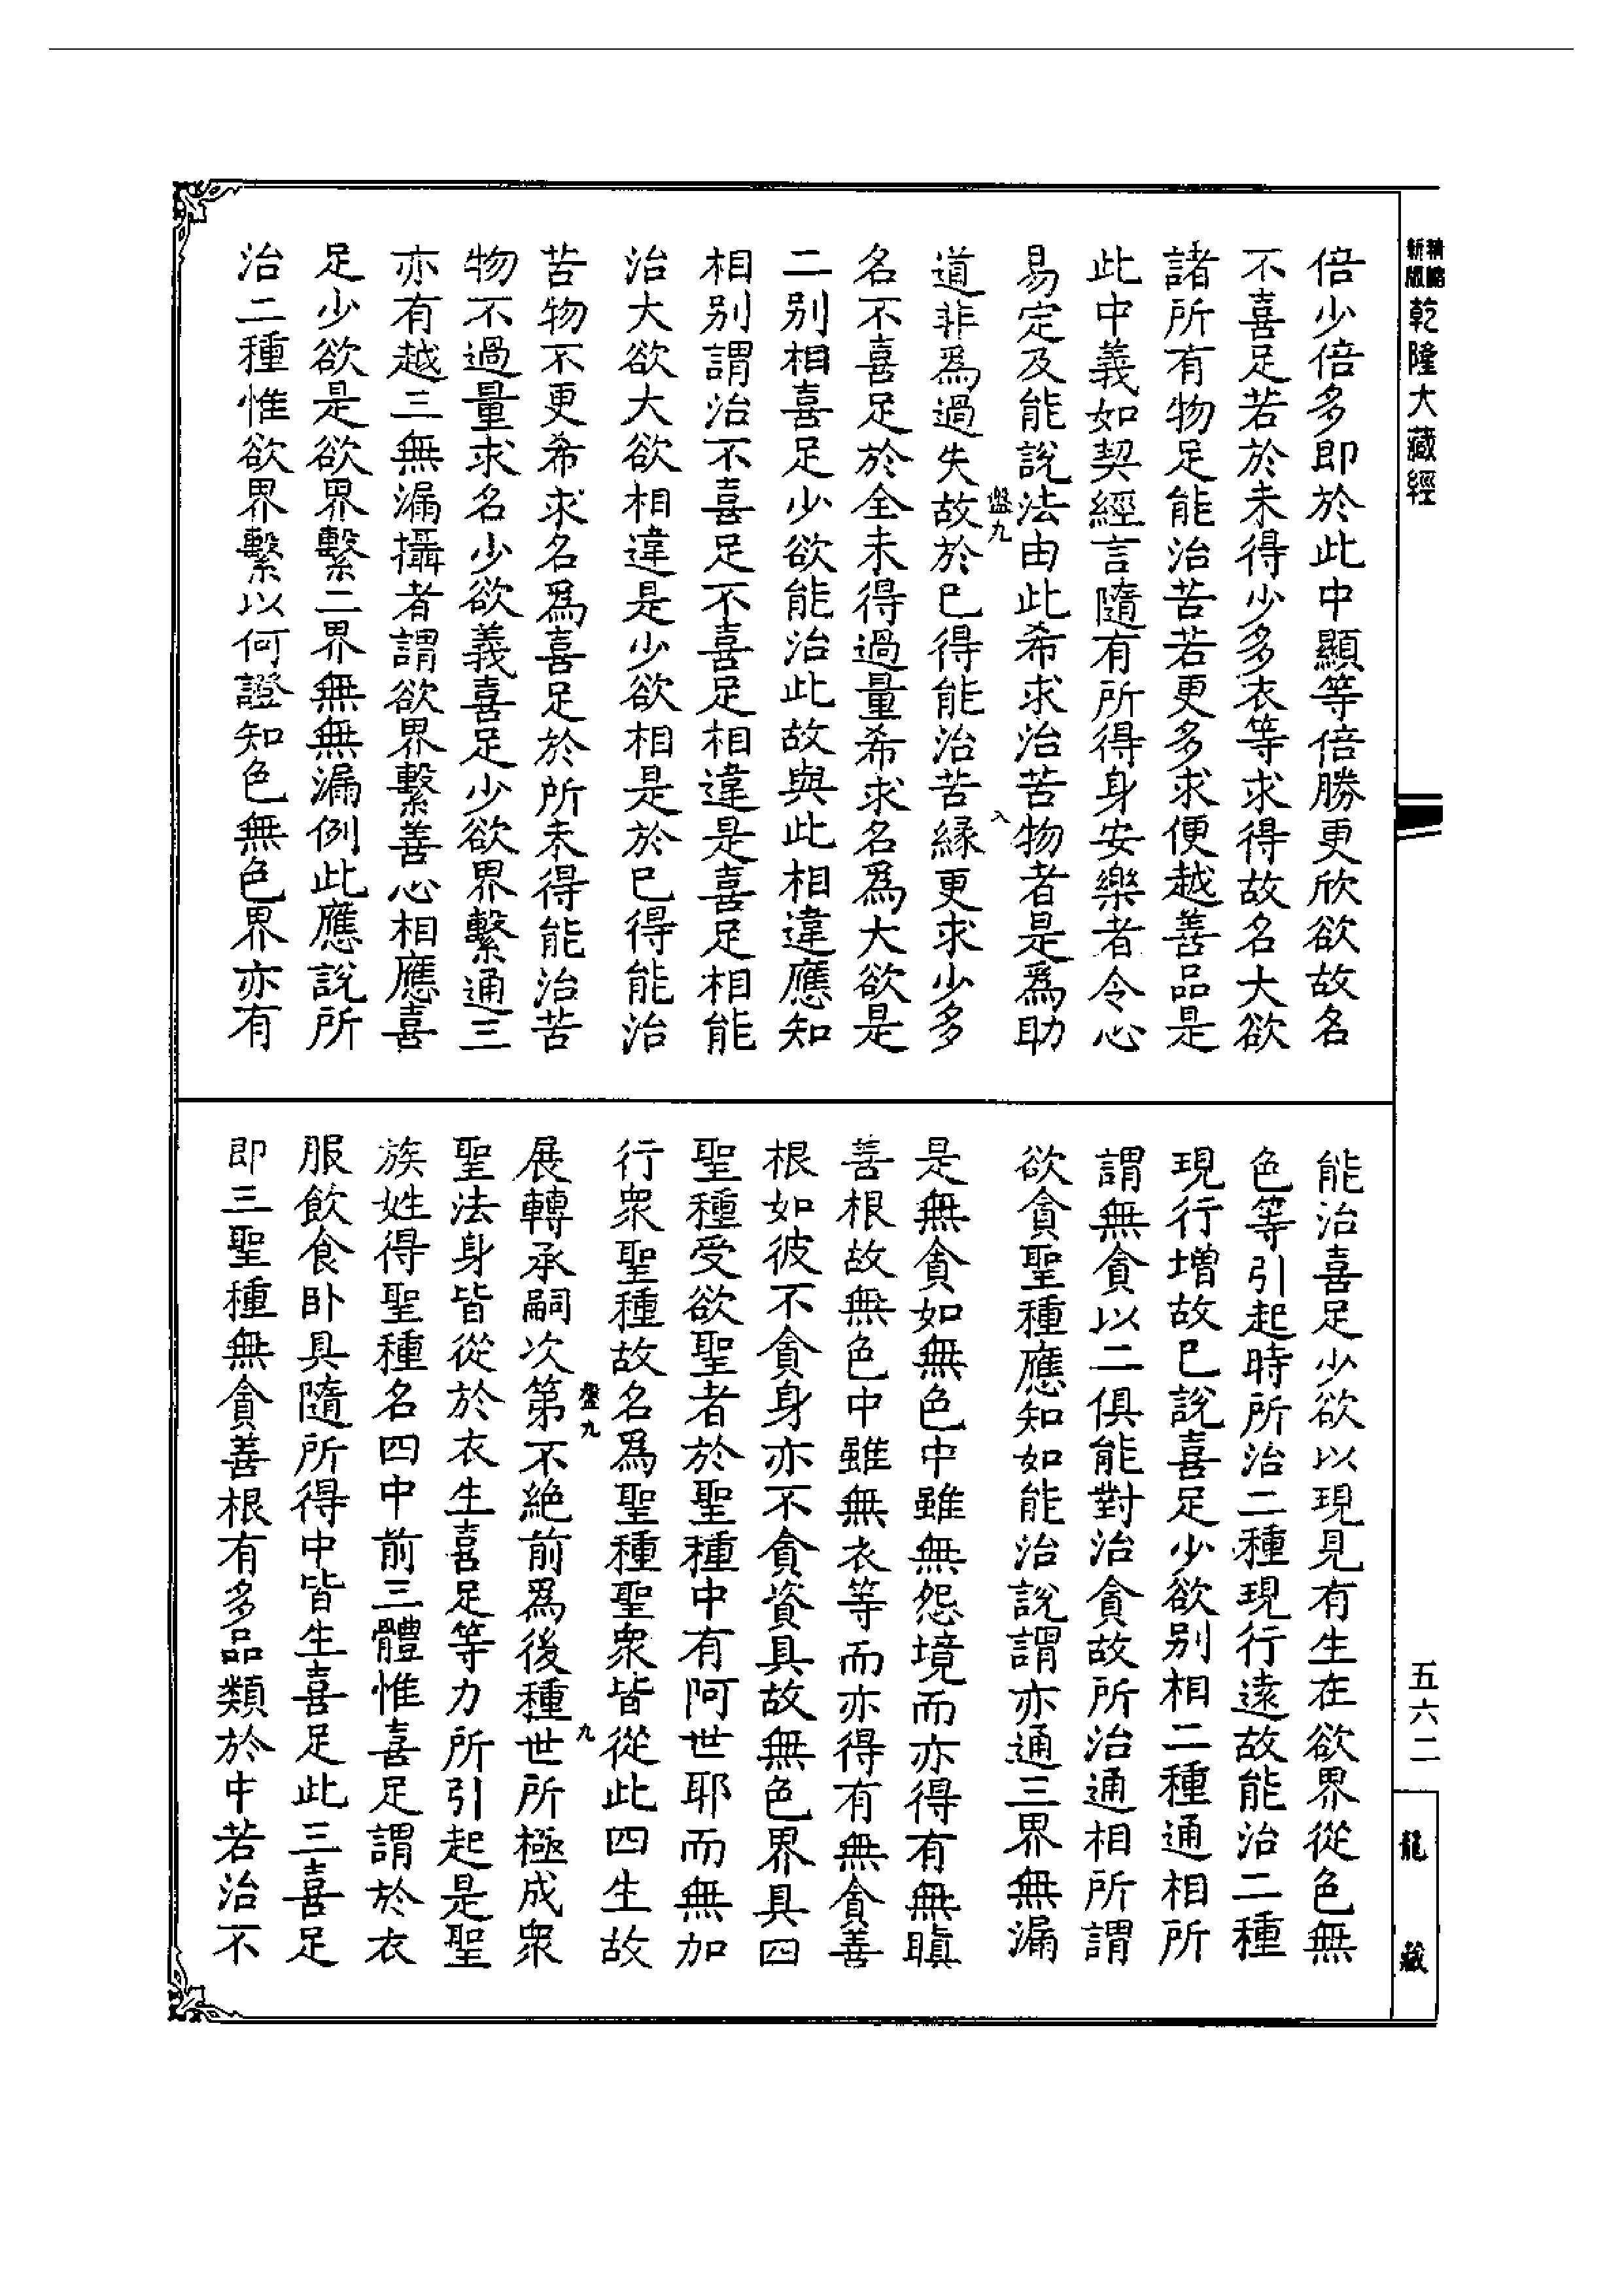 新版
乾隆大藏經
倍少倍多即於此中顯等倍勝更欣欲故名
不喜足若於未得少多衣等求得故名大欲
諸所有物足能治苦若更多求便越善品是
此中義如契經言隨有所得身安樂者令心
易定及能說法由此希求治苦物者是爲助
盤九
八
道非爲過失故於已得能治苦緣更求少多
名不喜足於全未得過量希求名爲大欲是
二别相喜足少欲能治此故與此相違應知
相别謂治不喜足不喜足相違是喜足相能
治大欲大欲相違是少欲相是於已得能治
苦物不更希求名爲喜足於所未得能治苦
物不過量求名少欲義喜足少欲界繫通三
亦有越三無漏攝者謂欲界繫善心相應喜
足少欲是欲界繫二界無無漏例此應說所
治二種惟欲界繫以何證知色無色界亦有
能治喜足少欲以現見有生在欲界從色無
色等引起時所治二種現行遠故能治二種
現行增故已說喜足少欲别相二種通相所
謂無貪以二俱能對治貪故所治通相所謂
欲貪聖種應知如能治說謂亦通三界無漏
是無貪如無色中雖無怨境而亦得有無瞋
善根故無色中雖無衣等而亦得有無貪善
根如彼不貪身亦不貪資具故無色界具四
聖種受欲聖者於聖種中有阿世耶而無加
行衆聖種故名爲聖種聖衆皆從此四生故
盤九
九
展轉承嗣次第不絶前爲後種世所極成衆
聖法身皆從於衣生喜足等力所引起是聖
族姓得聖種名四中前三體惟喜足謂於衣
服飲食卧具隨所得中皆生喜足此三喜足
即三聖種無貪善根有多品類於中若治不
五六二
龍藏